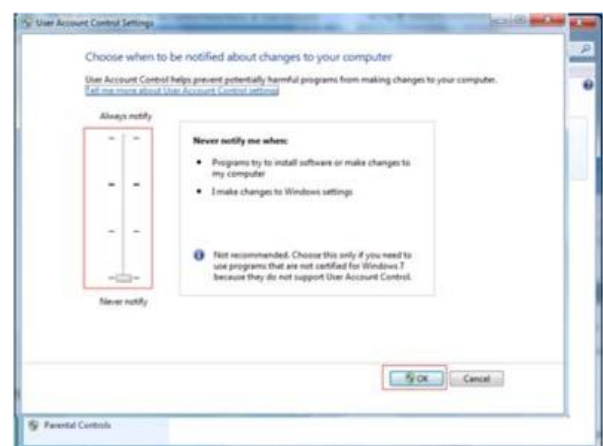 User Account Control Settings
Choose when to be notified about changes to your computer
User Account Control helps prevent potentially harmful programs from making changes to your computer.
Tell me more about User Account Control settings
Always notify
Never notify me when:
• Programs try to install software or make changes to
my computer
• I make changes to Windows settings
Not recommended. Choose this only if you need to
use programs that are not certified for Windows 7
because they do not support User Account Control.
Never notify
OK
Cancel
Parental Controls